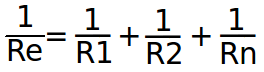 1/Re = 1/R1 + 1/R2 + 1/Rn